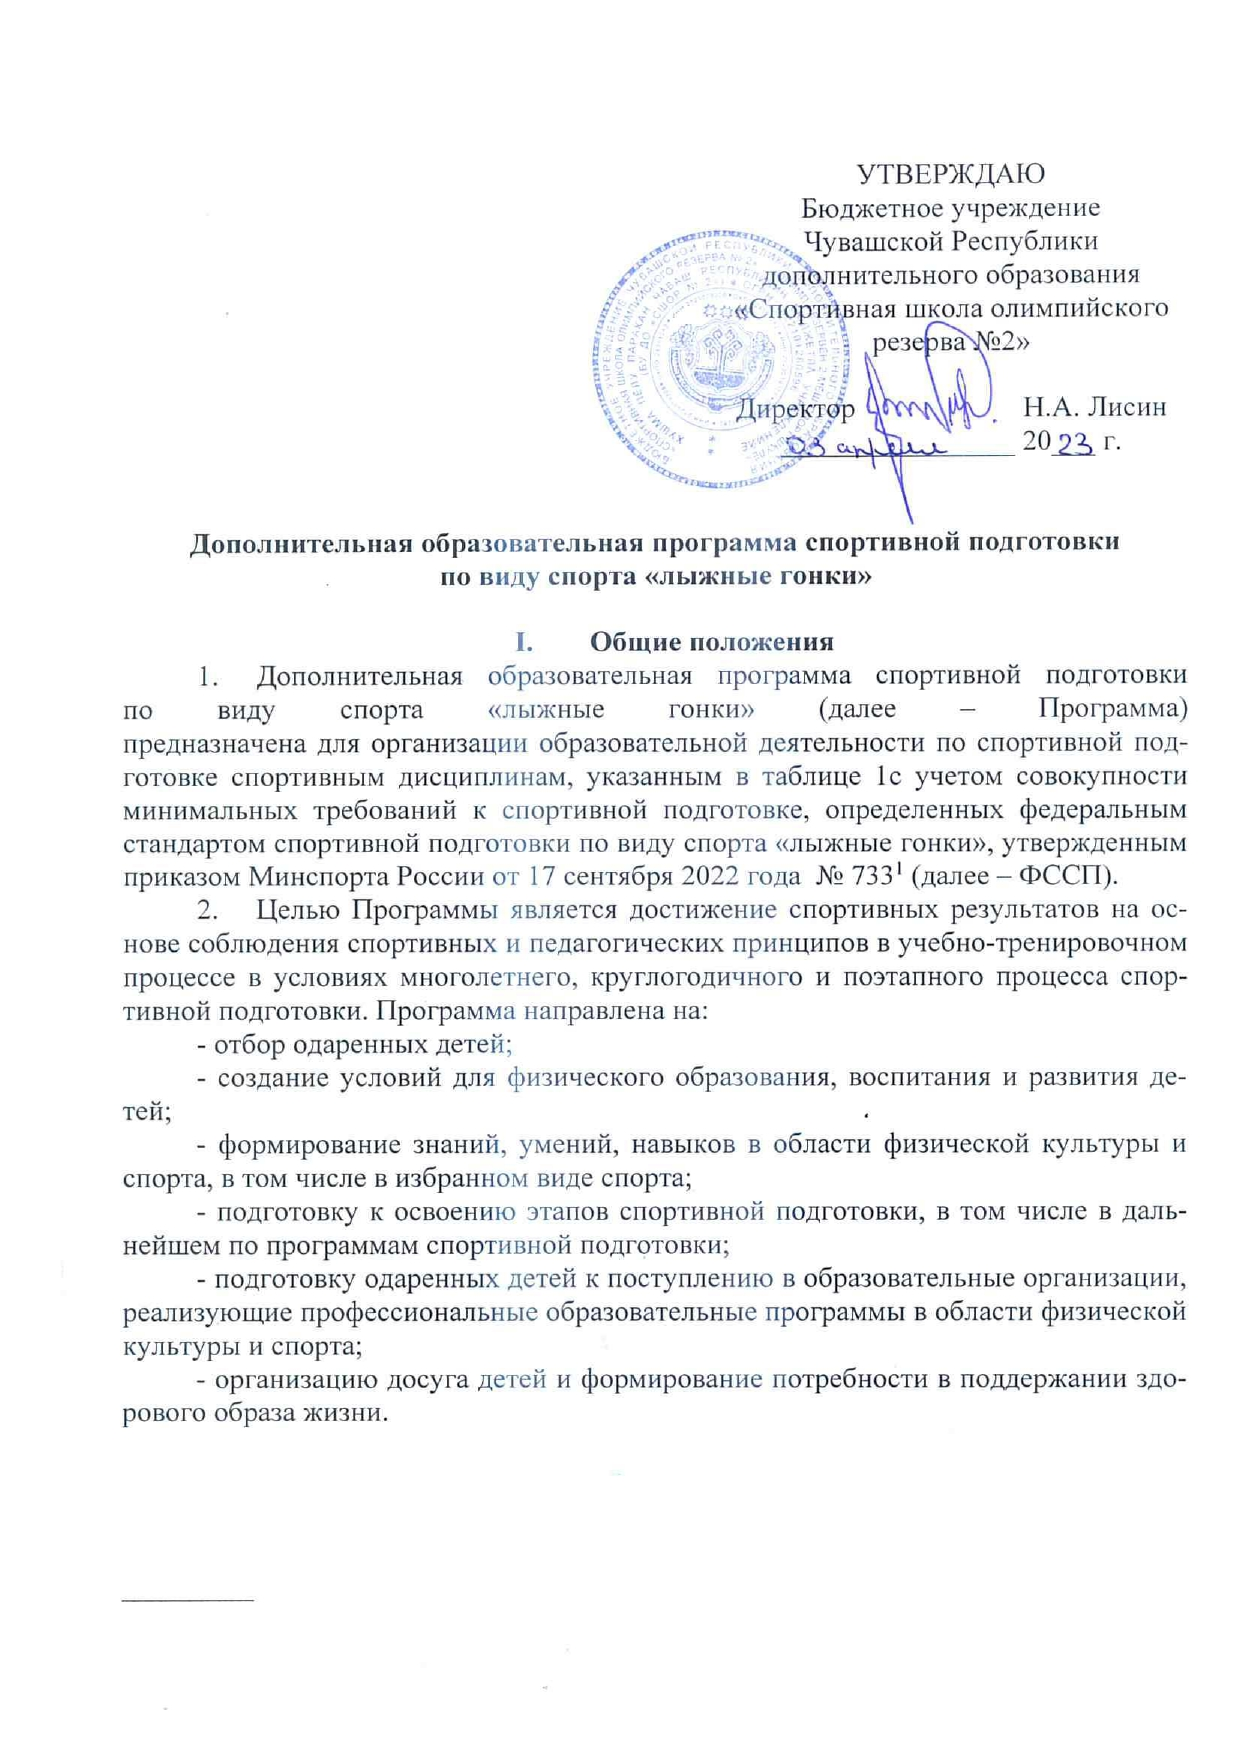 УТВЕРЖДАЮ
Бюджетное учреждение
Чувашской Республики
дополнительного образования
«Спортивная школа олимпийского
резерва №2»
Директор Н.А. Лисин
03 апреля 2023 г.
Дополнительная образовательная программа спортивной подготовки
по виду спорта «лыжные гонки»
I. Общие положения
1. Дополнительная образовательная программа спортивной подготовки
по виду спорта «лыжные гонки» (далее – Программа)
предназначена для организации образовательной деятельности по спортивной под-
готовке спортивным дисциплинам, указанным в таблице 1с учетом совокупности
минимальных требований к спортивной подготовке, определенных федеральным
стандартом спортивной подготовки по виду спорта «лыжные гонки», утвержденным
приказом Минспорта России от 17 сентября 2022 года № 733¹ (далее – ФССП).
2. Целью Программы является достижение спортивных результатов на ос-
нове соблюдения спортивных и педагогических принципов в учебно-тренировочном
процессе в условиях многолетнего, круглогодичного и поэтапного процесса спор-
тивной подготовки. Программа направлена на:
- отбор одаренных детей;
- создание условий для физического образования, воспитания и развития де-
тей;
- формирование знаний, умений, навыков в области физической культуры и
спорта, в том числе в избранном виде спорта;
- подготовку к освоению этапов спортивной подготовки, в том числе в даль-
нейшем по программам спортивной подготовки;
- подготовку одаренных детей к поступлению в образовательные организации,
реализующие профессиональные образовательные программы в области физической
культуры и спорта;
- организацию досуга детей и формирование потребности в поддержании здо-
рового образа жизни.